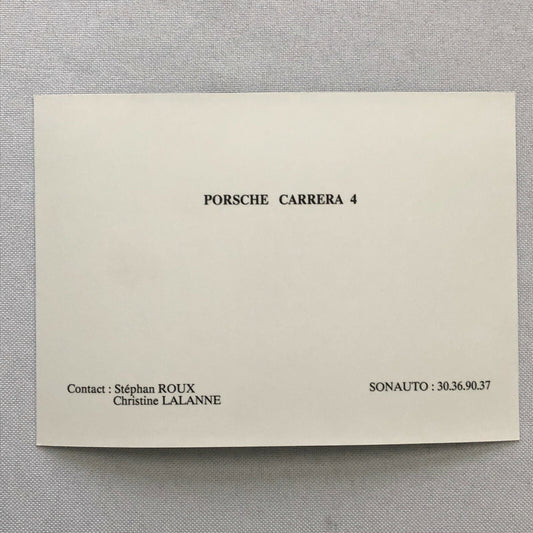 PORSCHE CARRERA 4
Contact : Stéphan ROUX
Christine LALANNE
SONAUTO : 30.36.90.37